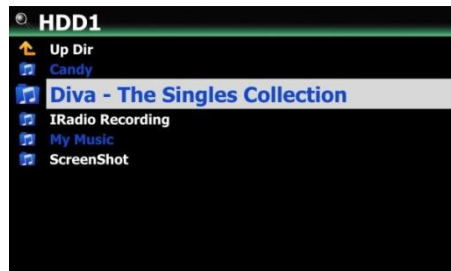 HDD1
Up Dir
Candy
Diva - The Singles Collection
IRadio Recording
My Music
ScreenShot